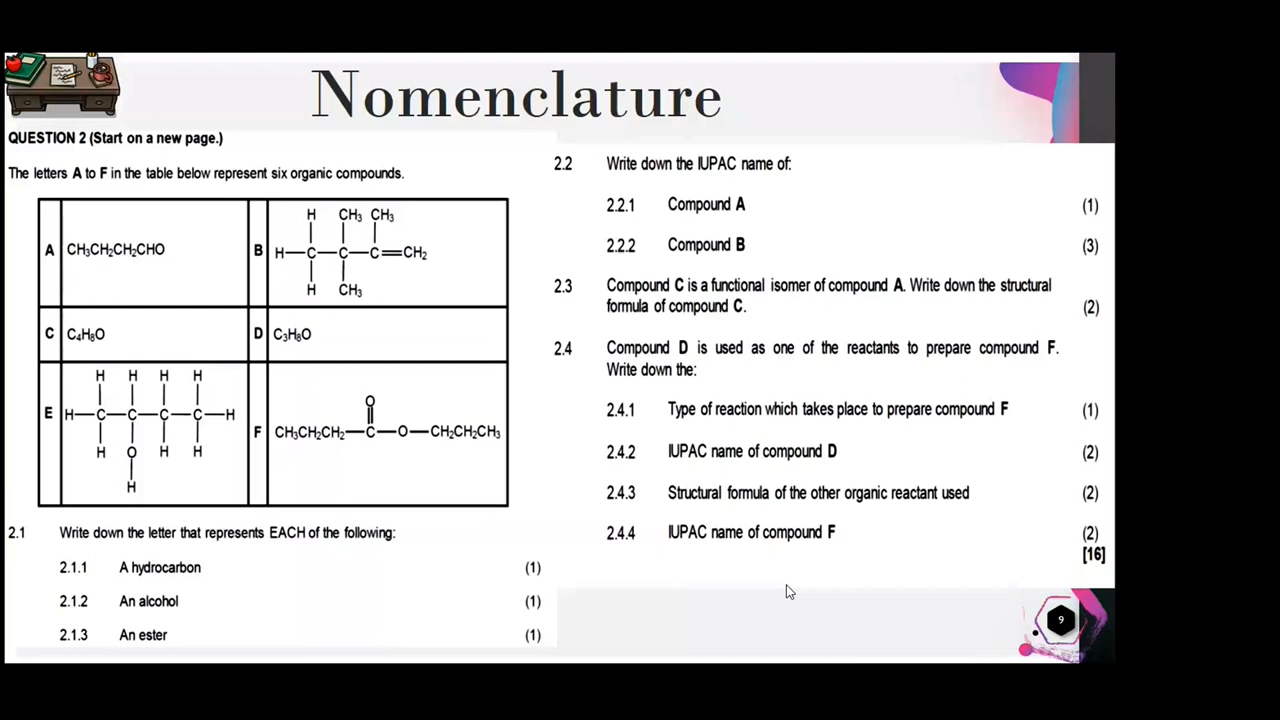 Nomenclature
QUESTION 2 (Start on a new page.)
The letters A to F in the table below represent six organic compounds.
A CH₃CH₂CH₂CHO
B
H CH₃ CH₃
H—C—C—C═CH₂
H CH₃
C C₄H₈O
D C₃H₈O
E
H H H H
H—C—C—C—C—H
H O H H
H
F
O
CH₃CH₂CH₂—C—O—CH₂CH₂CH₃
2.1 Write down the letter that represents EACH of the following:
2.1.1 A hydrocarbon (1)
2.1.2 An alcohol (1)
2.1.3 An ester (1)
2.2 Write down the IUPAC name of:
2.2.1 Compound A (1)
2.2.2 Compound B (3)
2.3 Compound C is a functional isomer of compound A. Write down the structural
formula of compound C. (2)
2.4 Compound D is used as one of the reactants to prepare compound F.
Write down the:
2.4.1 Type of reaction which takes place to prepare compound F (1)
2.4.2 IUPAC name of compound D (2)
2.4.3 Structural formula of the other organic reactant used (2)
2.4.4 IUPAC name of compound F (2)
[16]
9